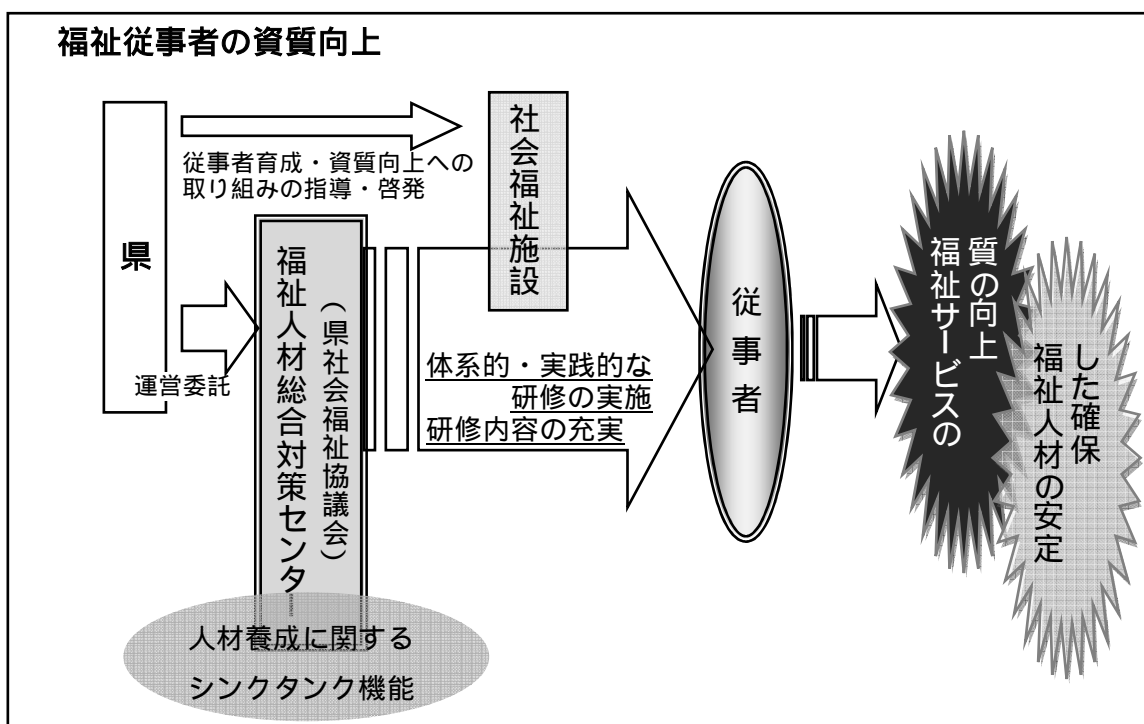 福祉従事者の資質向上
県
従事者育成・資質向上への
取り組みの指導・啓発
運営委託
社会福祉施設
福祉人材総合対策センタ
(県社会福祉協議会)
人材養成に関する
シンクタンク機能
体系的・実践的な
研修の実施
研修内容の充実
従事者
福祉サービスの
質の向上
福祉人材の安定
した確保